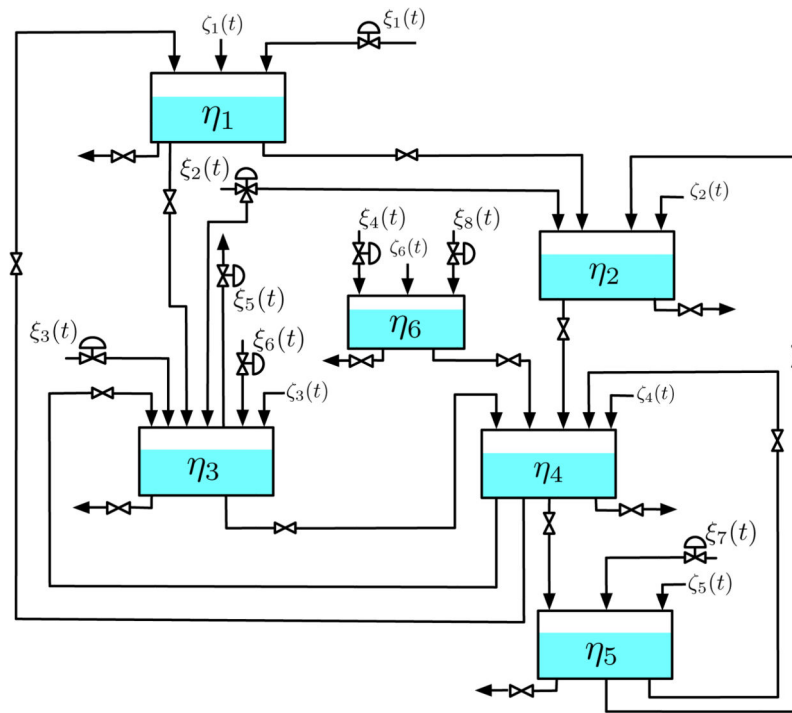 ζ₁(t)
ξ₁(t)
η₁
ξ₂(t)
ζ₂(t)
ξ₄(t)
ξ₈(t)
ζ₆(t)
η₂
ξ₅(t)
η₆
ξ₃(t)
ξ₆(t)
ζ₃(t)
ζ₄(t)
η₃
η₄
ξ₇(t)
ζ₅(t)
η₅